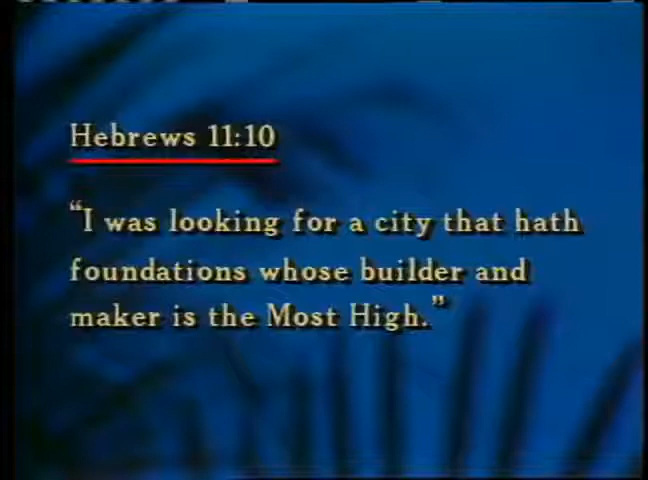 Hebrews 11:10
“I was looking for a city that hath
foundations whose builder and
maker is the Most High.”